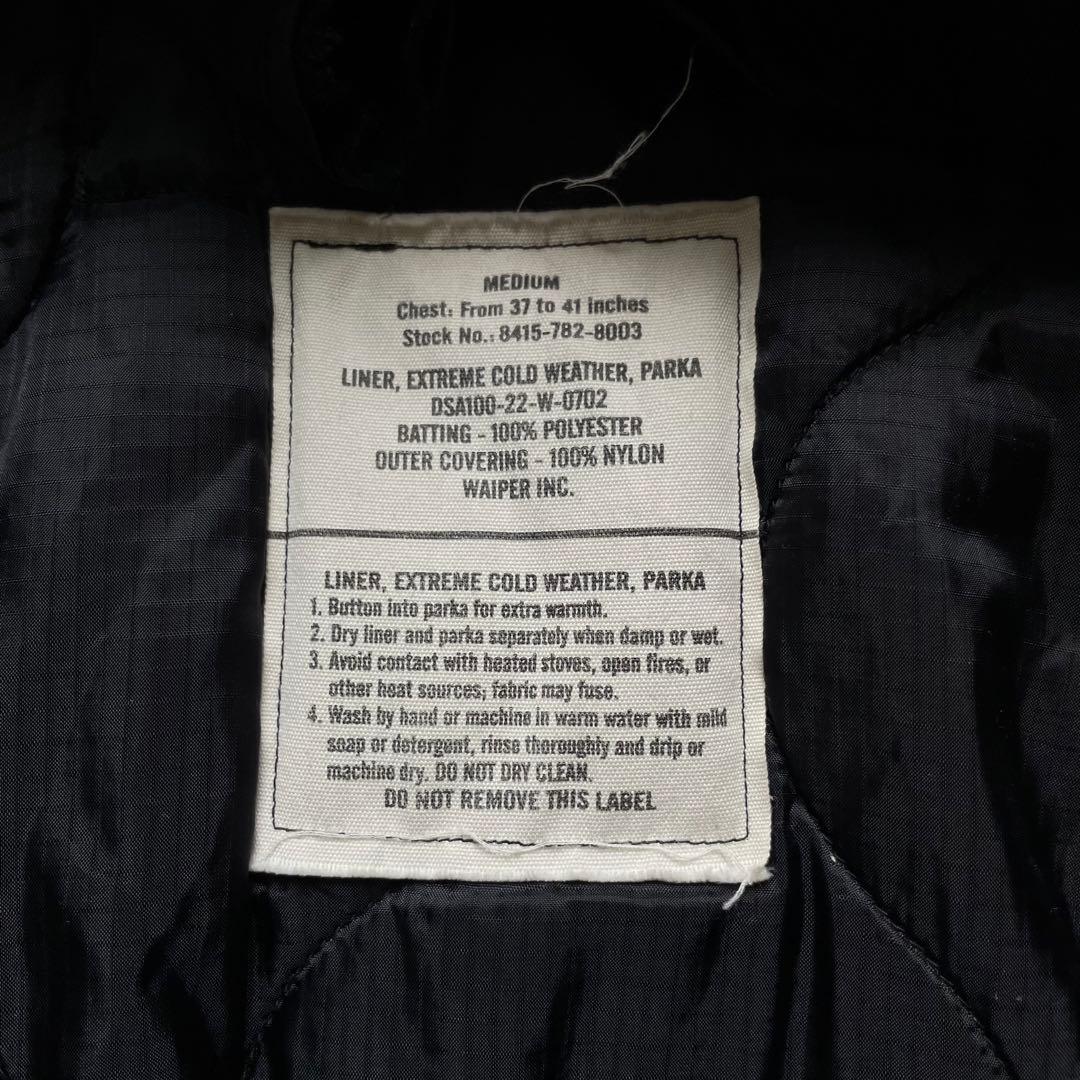 MEDIUM
Chest: From 37 to 41 inches
Stock No.: 8415-782-8003
LINER, EXTREME COLD WEATHER, PARKA
DSA100-22-W-0702
BATTING - 100% POLYESTER
OUTER COVERING - 100% NYLON
WAIPER INC.
LINER, EXTREME COLD WEATHER, PARKA
1. Button into parka for extra warmth.
2. Dry liner and parka separately when damp or wet.
3. Avoid contact with heated stoves, open fires, or
other heat sources; fabric may fuse.
4. Wash by hand or machine in warm water with mild
soap or detergent, rinse thoroughly and drip or
machine dry. DO NOT DRY CLEAN.
DO NOT REMOVE THIS LABEL